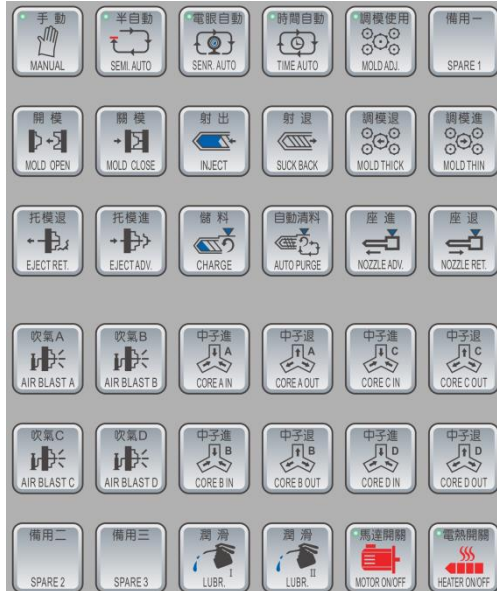 手 動
MANUAL
半自動
SEMI. AUTO
電眼自動
SENR. AUTO
時間自動
TIME AUTO
調模使用
MOLD ADJ.
備用一
SPARE 1
開 模
MOLD OPEN
關 模
MOLD CLOSE
射 出
INJECT
射 退
SUCK BACK
調模退
MOLD THICK
調模進
MOLD THIN
托模退
EJECT RET.
托模進
EJECT ADV.
儲 料
CHARGE
自動清料
AUTO PURGE
座 進
NOZZLE ADV.
座 退
NOZZLE RET.
吹氣A
AIR BLAST A
吹氣B
AIR BLAST B
中子進
A
CORE A IN
中子退
A
CORE A OUT
中子進
C
CORE C IN
中子退
C
CORE C OUT
吹氣C
AIR BLAST C
吹氣D
AIR BLAST D
中子進
B
CORE B IN
中子退
B
CORE B OUT
中子進
D
CORE D IN
中子退
D
CORE D OUT
備用二
SPARE 2
備用三
SPARE 3
潤 滑
I
LUBR.
潤 滑
II
LUBR.
馬達開關
MOTOR ON/OFF
電熱開關
HEATER ON/OFF